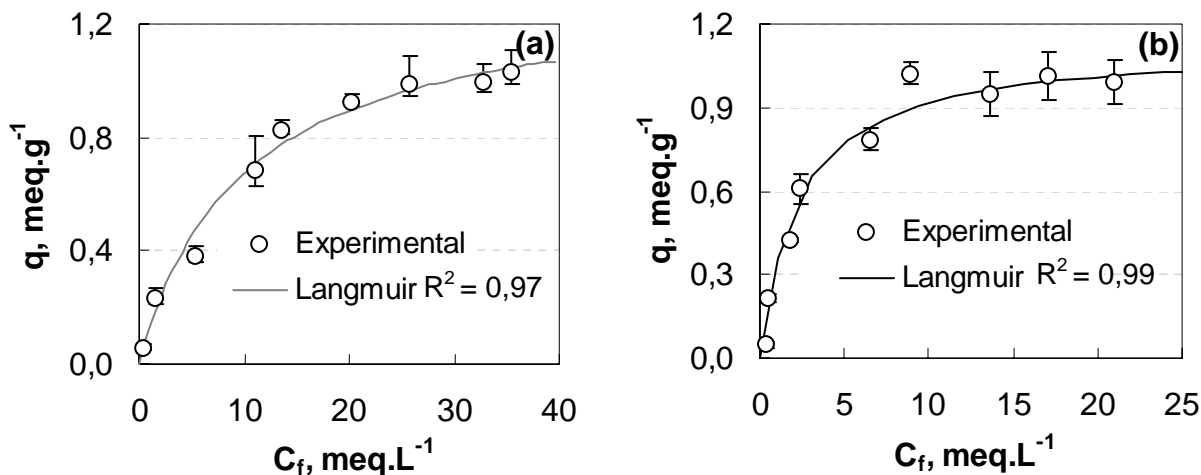 (a)
q, meq.g-1
1,2
0,8
0,4
0,0
Experimental
Langmuir R2 = 0,97
0 10 20 30 40
Cf, meq.L-1
(b)
q, meq.g-1
1,2
0,9
0,6
0,3
0,0
Experimental
Langmuir R2 = 0,99
0 5 10 15 20 25
Cf, meq.L-1